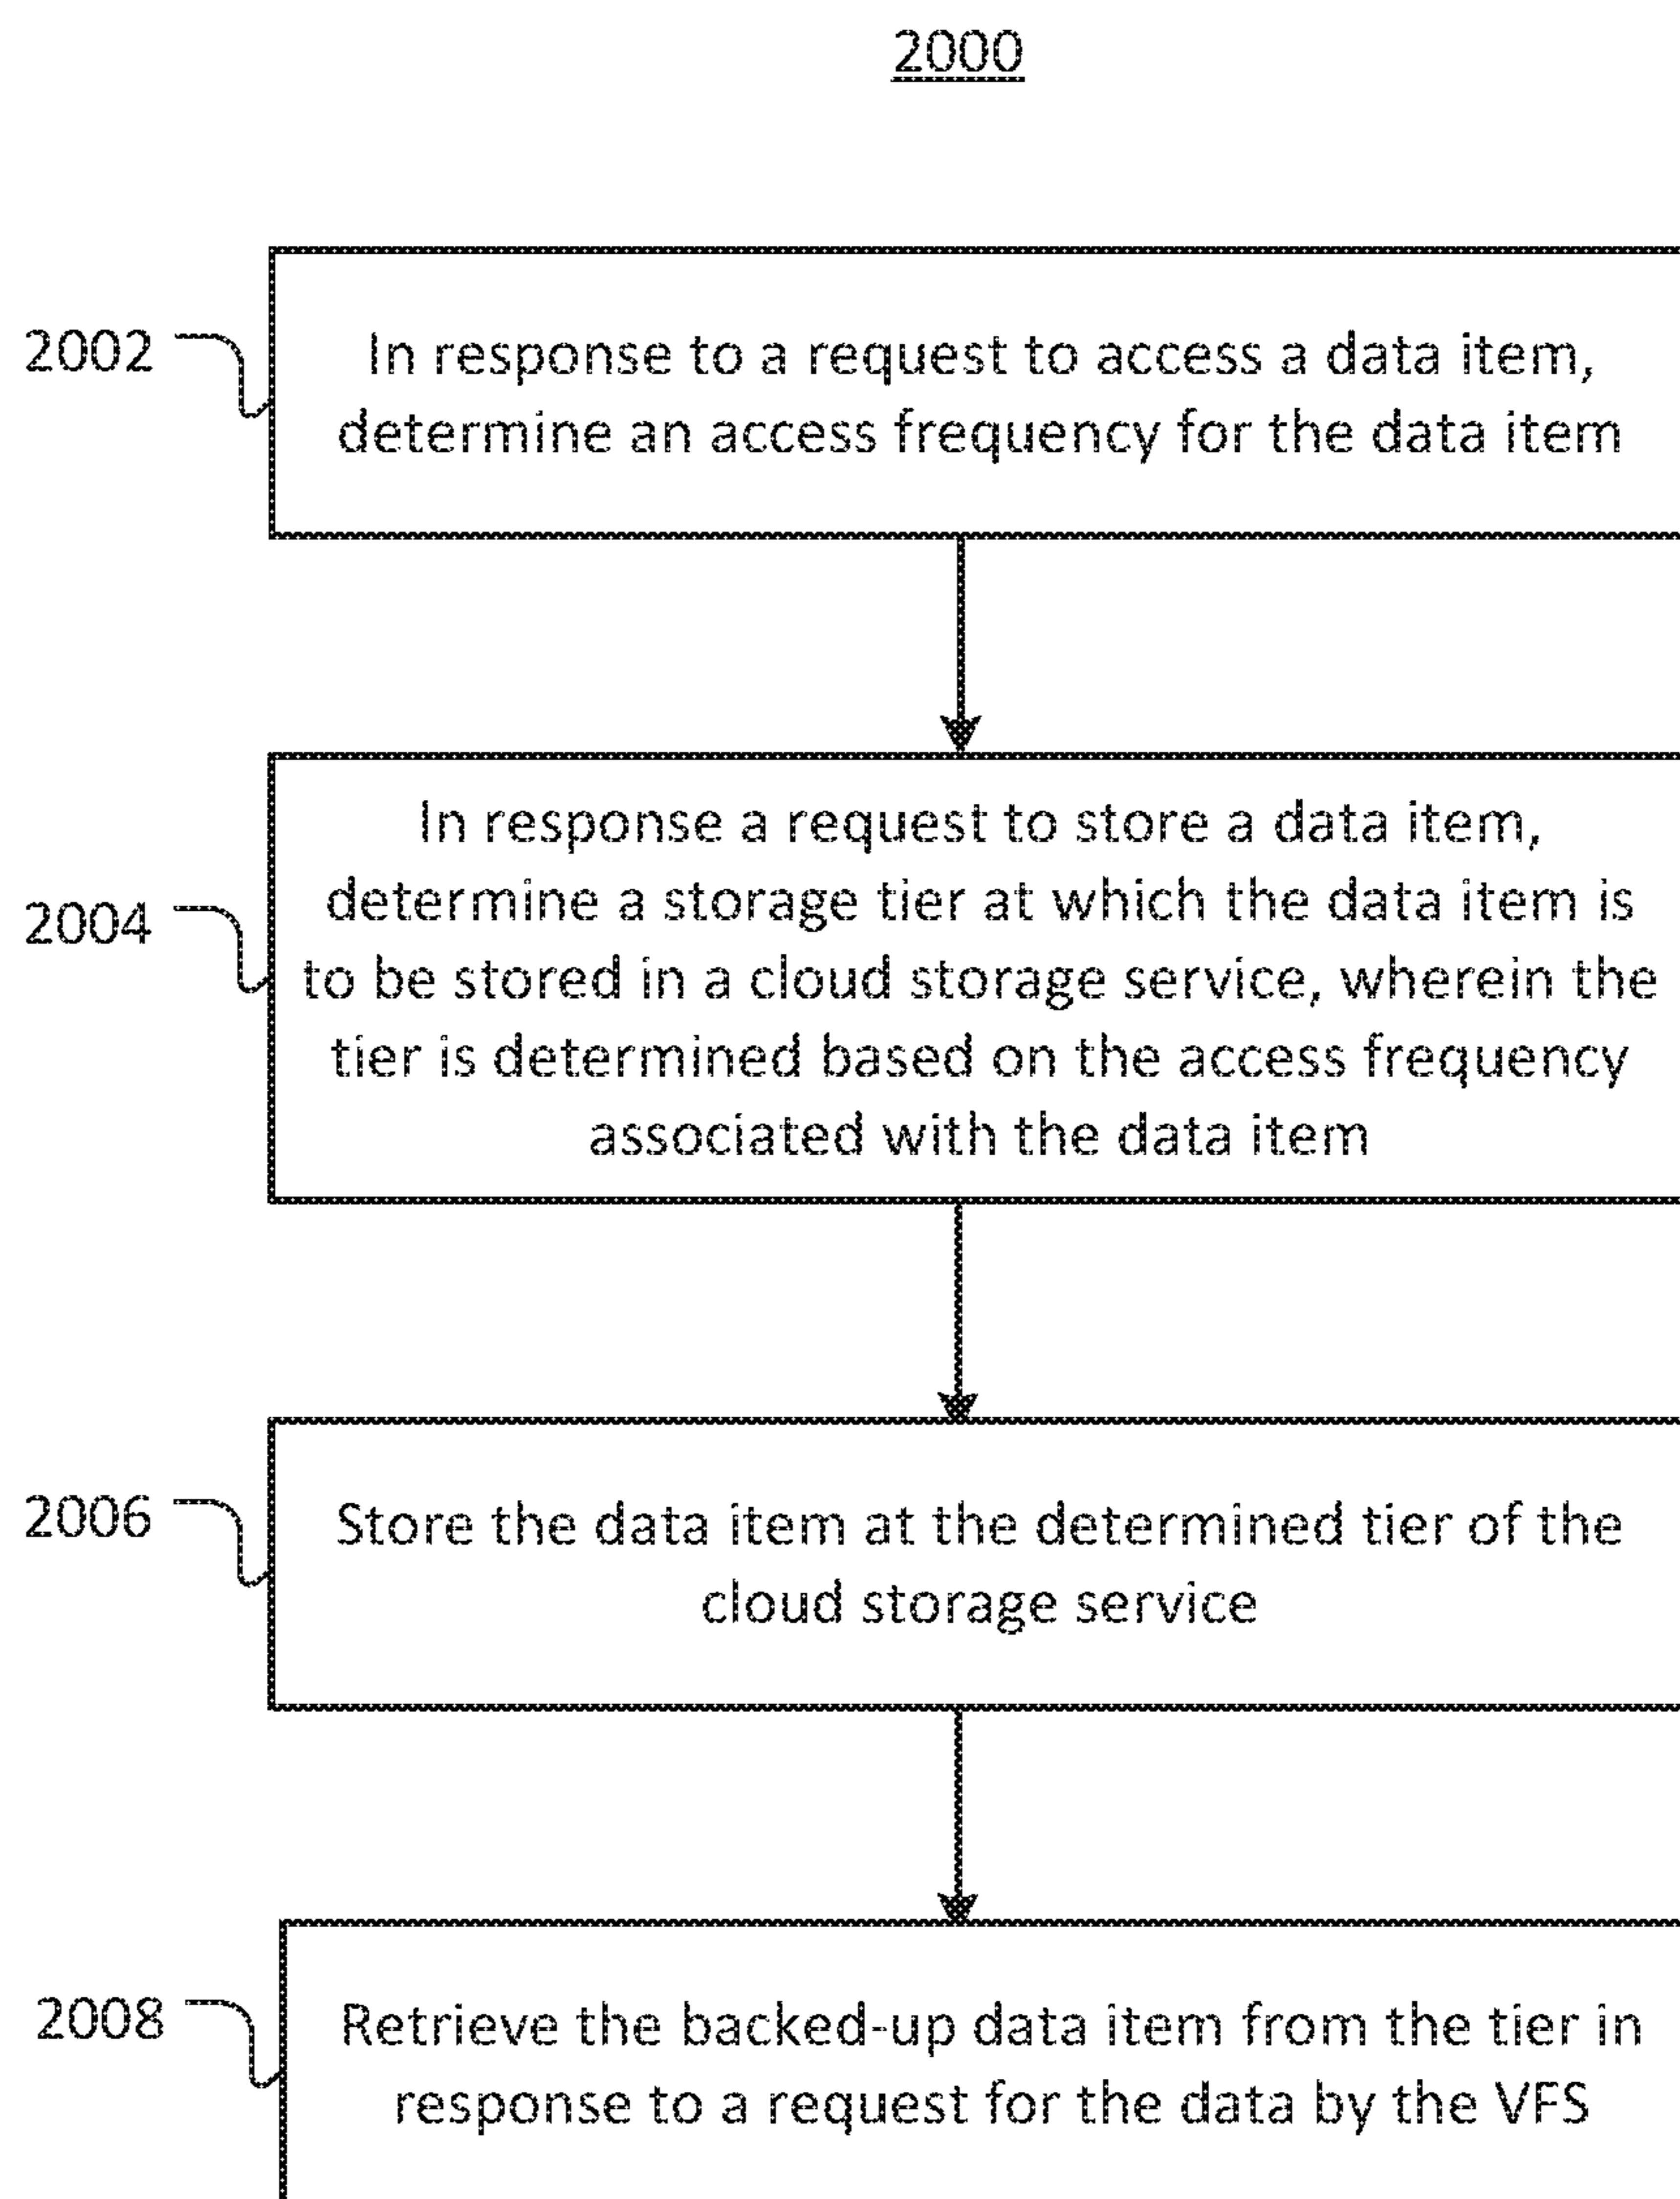 2000
2002
In response to a request to access a data item,
determine an access frequency for the data item
2004
In response a request to store a data item,
determine a storage tier at which the data item is
to be stored in a cloud storage service, wherein the
tier is determined based on the access frequency
associated with the data item
2006
Store the data item at the determined tier of the
cloud storage service
2008
Retrieve the backed-up data item from the tier in
response to a request for the data by the VFS